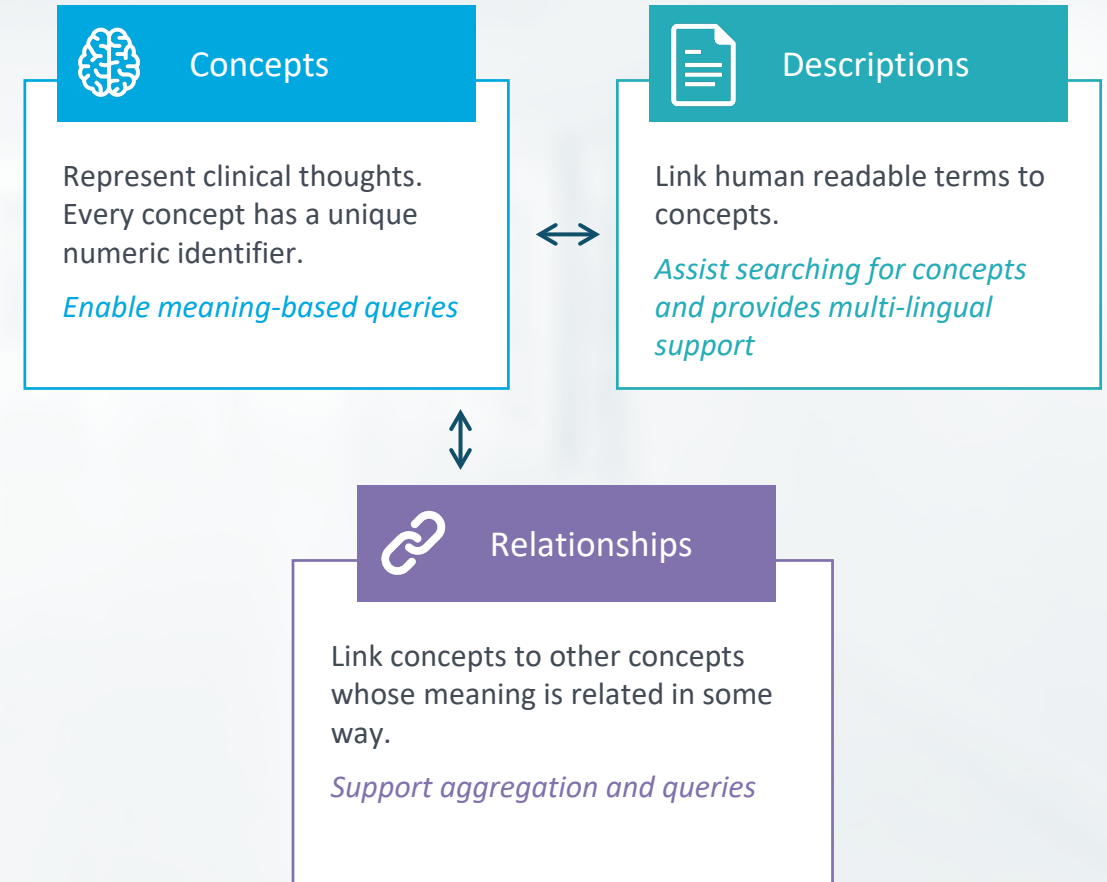 Concepts
Represent clinical thoughts.
Every concept has a unique
numeric identifier.
Enable meaning-based queries
Descriptions
Link human readable terms to
concepts.
Assist searching for concepts
and provides multi-lingual
support
Relationships
Link concepts to other concepts
whose meaning is related in some
way.
Support aggregation and queries